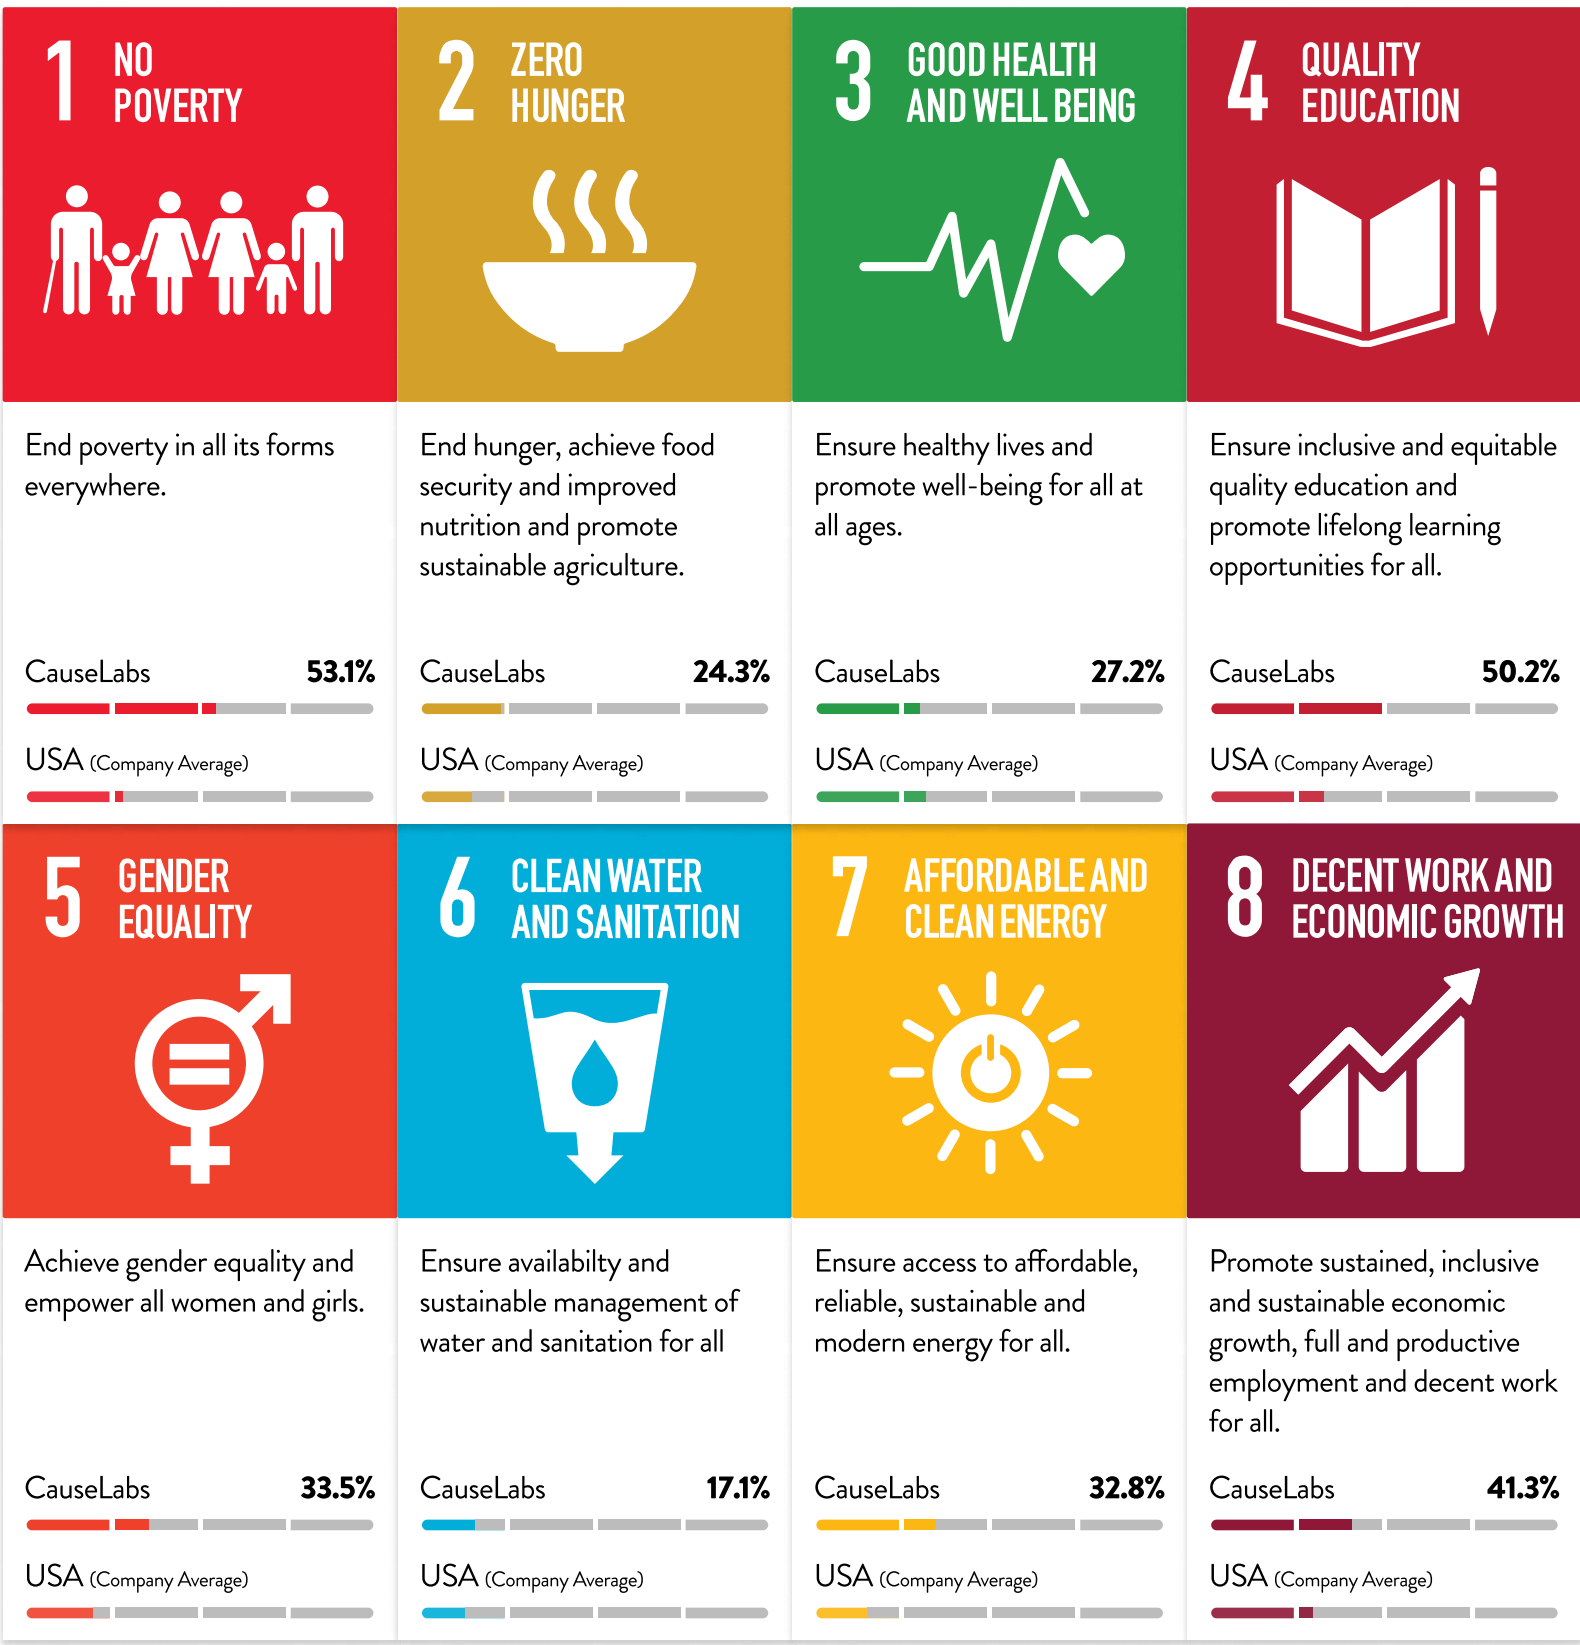 1 NO
POVERTY
End poverty in all its forms
everywhere.
CauseLabs 53.1%
USA (Company Average)
2 ZERO
HUNGER
End hunger, achieve food
security and improved
nutrition and promote
sustainable agriculture.
CauseLabs 24.3%
USA (Company Average)
3 GOOD HEALTH
AND WELL BEING
Ensure healthy lives and
promote well-being for all at
all ages.
CauseLabs 27.2%
USA (Company Average)
4 QUALITY
EDUCATION
Ensure inclusive and equitable
quality education and
promote lifelong learning
opportunities for all.
CauseLabs 50.2%
USA (Company Average)
5 GENDER
EQUALITY
Achieve gender equality and
empower all women and girls.
CauseLabs 33.5%
USA (Company Average)
6 CLEAN WATER
AND SANITATION
Ensure availabilty and
sustainable management of
water and sanitation for all
CauseLabs 17.1%
USA (Company Average)
7 AFFORDABLE AND
CLEAN ENERGY
Ensure access to affordable,
reliable, sustainable and
modern energy for all.
CauseLabs 32.8%
USA (Company Average)
8 DECENT WORK AND
ECONOMIC GROWTH
Promote sustained, inclusive
and sustainable economic
growth, full and productive
employment and decent work
for all.
CauseLabs 41.3%
USA (Company Average)